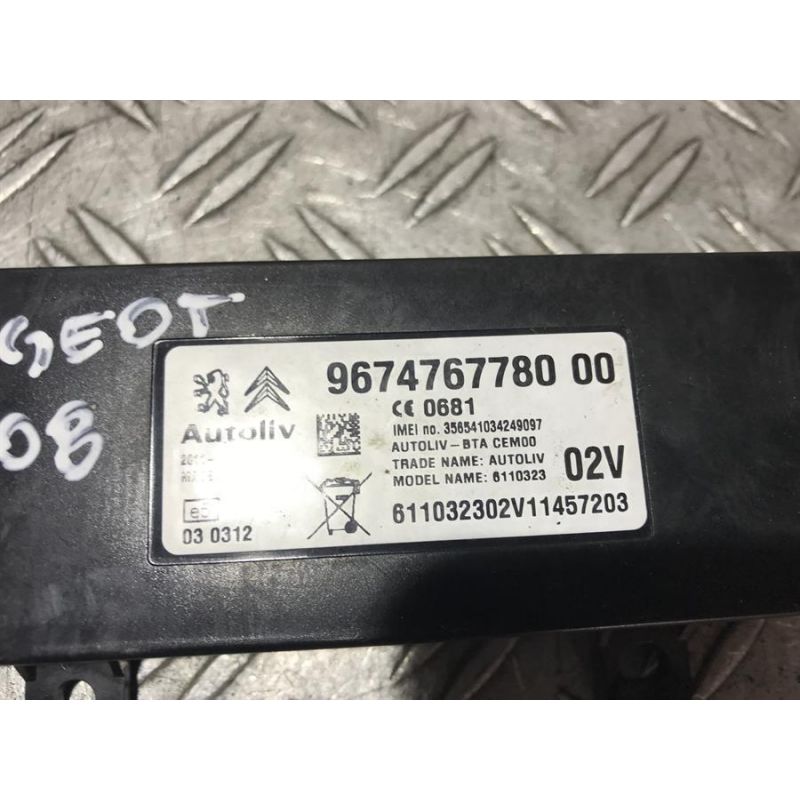 GEOT
08
9674767780 00
CE 0681
Autoliv
IMEI no. 356541034249097
AUTOLIV-BTA CEM00
TRADE NAME: AUTOLIV
MODEL NAME: 6110323
02V
e5
03 0312
611032302V11457203